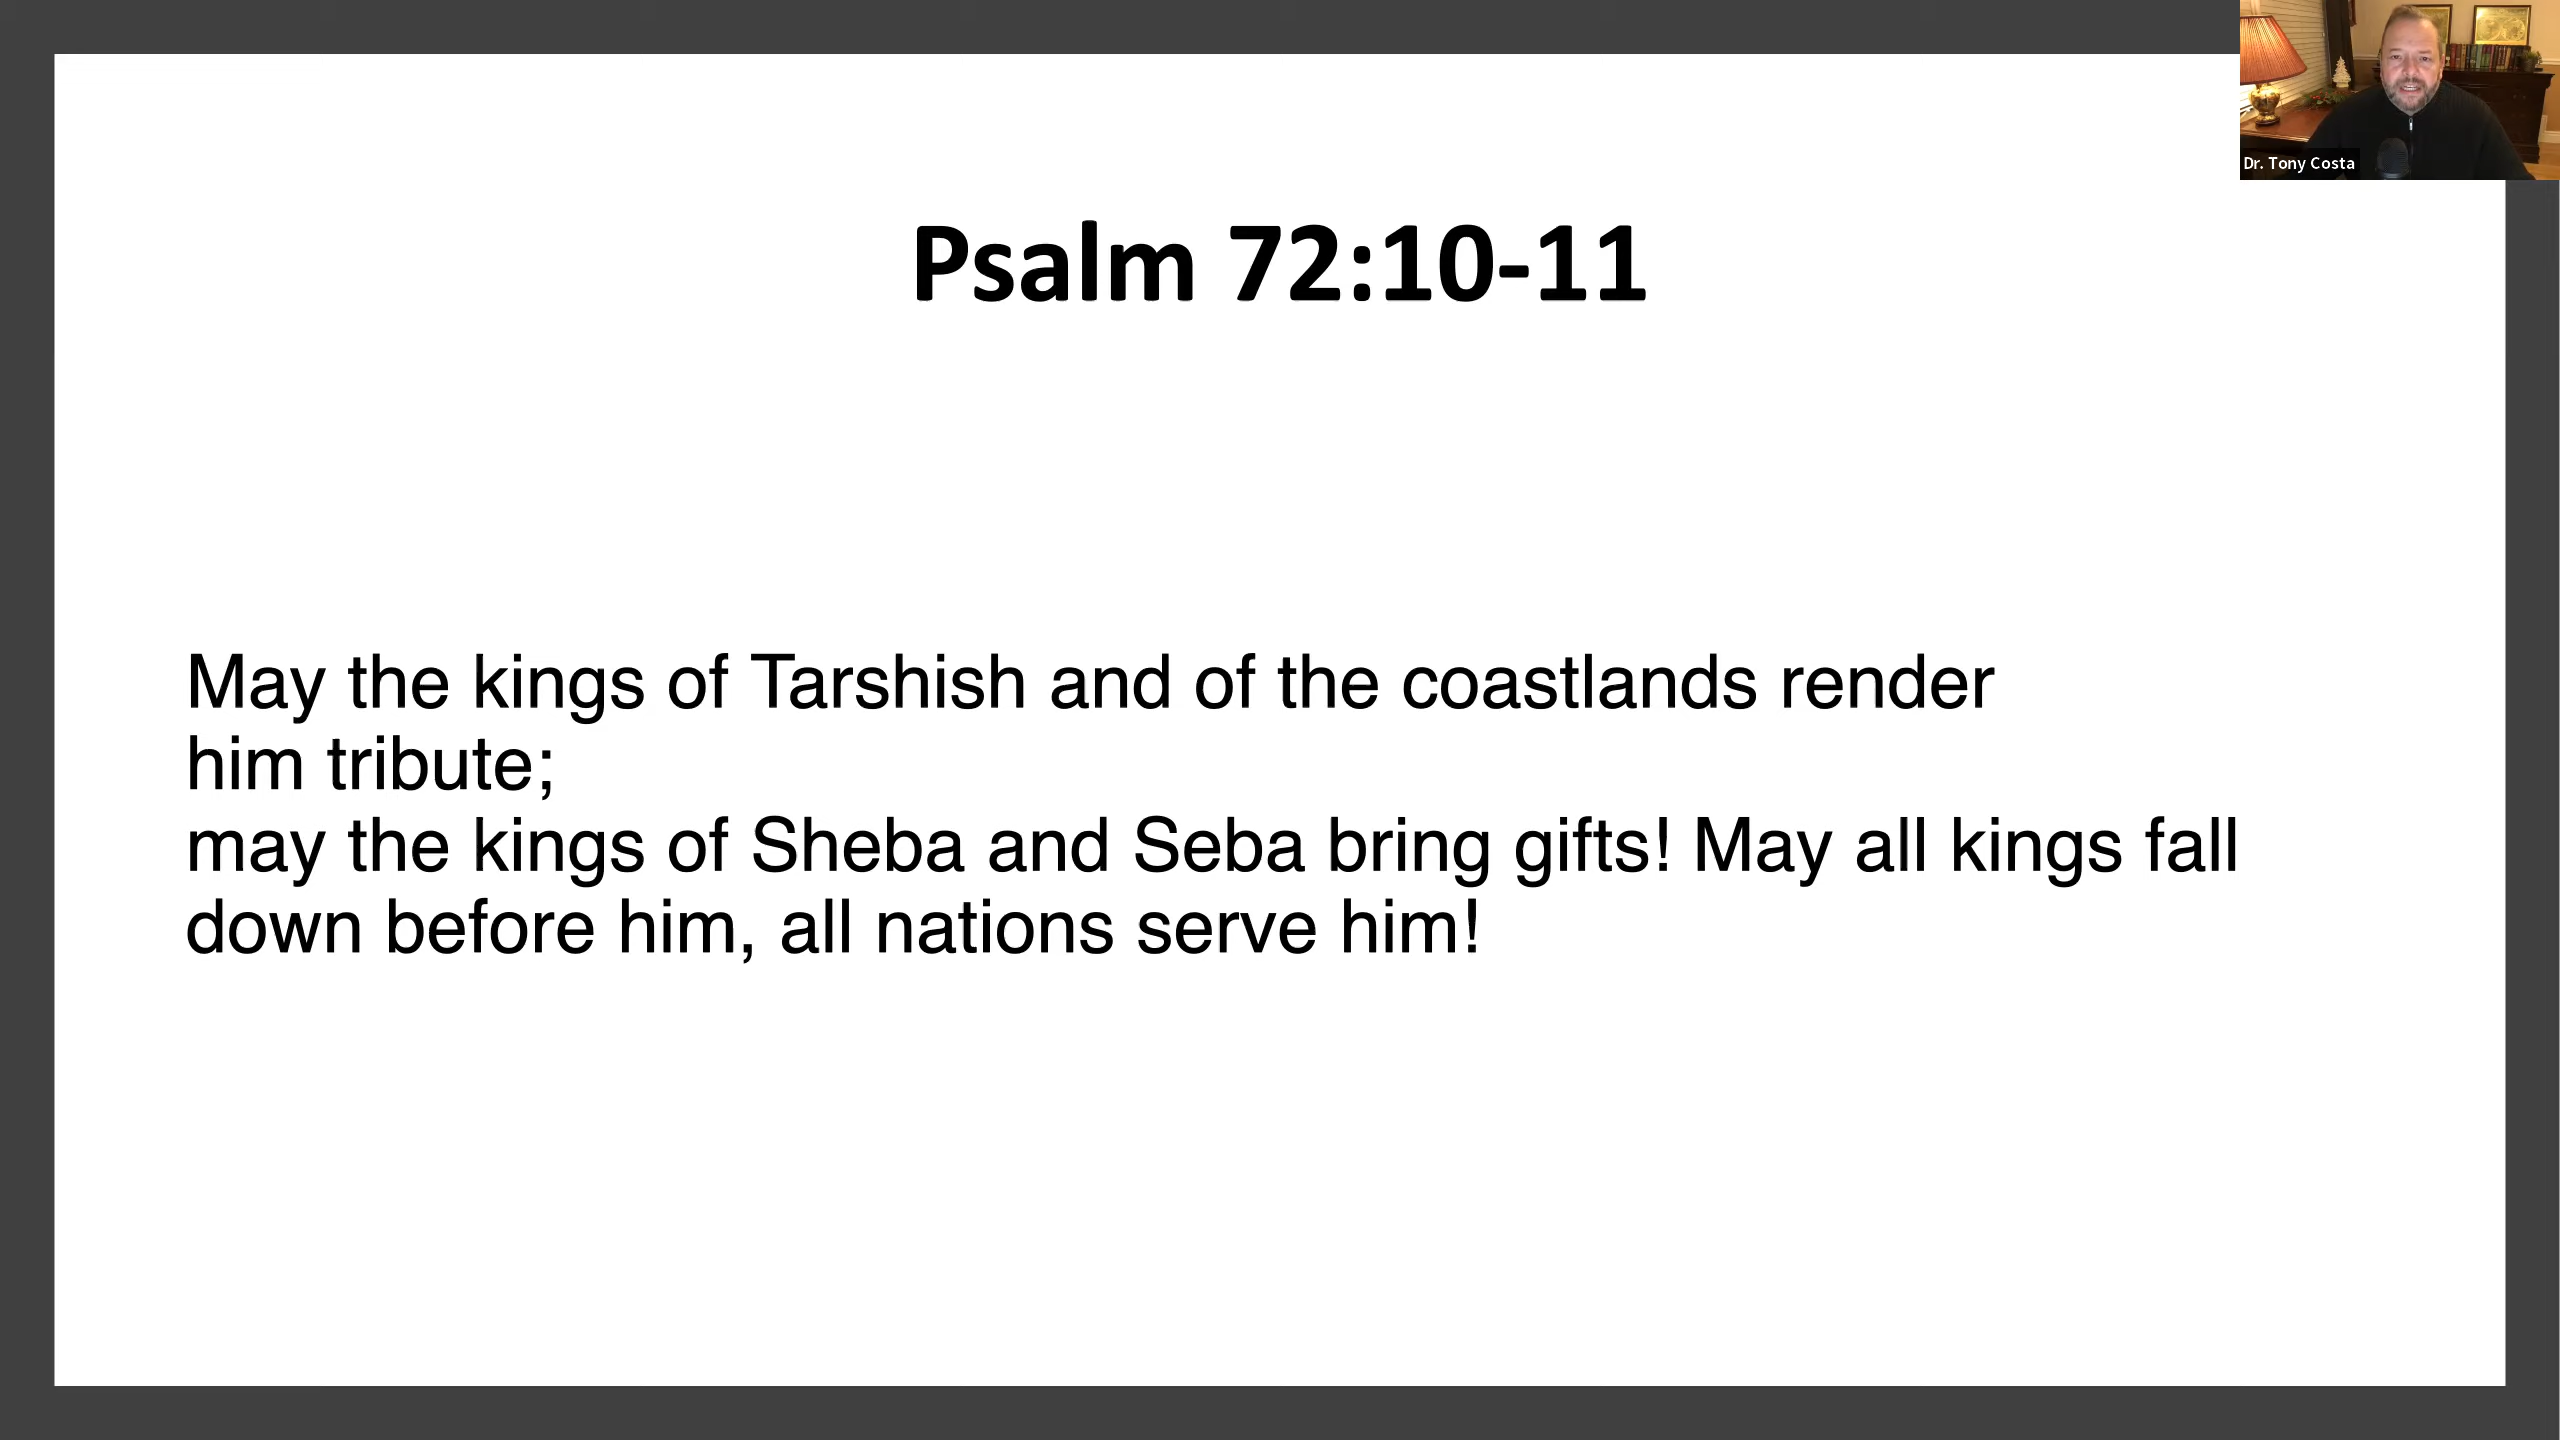 Dr. Tony Costa
Psalm 72:10-11
May the kings of Tarshish and of the coastlands render
him tribute;
may the kings of Sheba and Seba bring gifts! May all kings fall
down before him, all nations serve him!